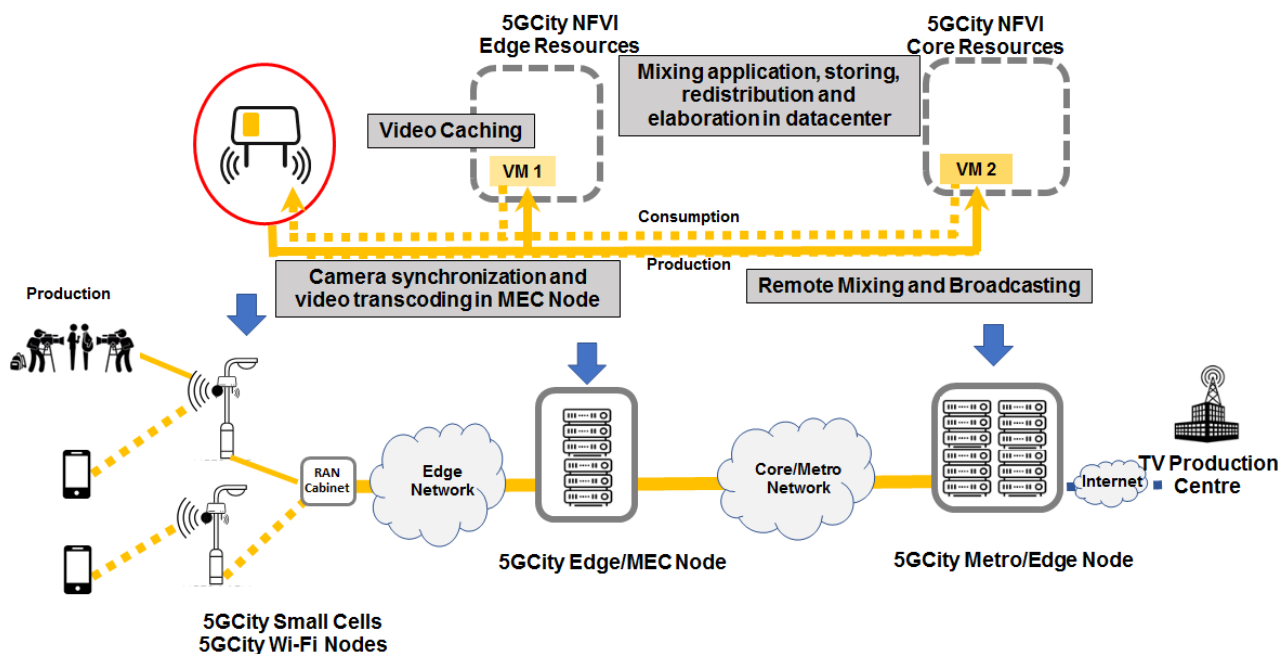 5GCity NFVI
Edge Resources
5GCity NFVI
Core Resources
Mixing application, storing,
redistribution and
elaboration in datacenter
Video Caching
VM 1
VM 2
Consumption
Production
Camera synchronization and
video transcoding in MEC Node
Remote Mixing and Broadcasting
Production
RAN
Cabinet
Edge
Network
Core/Metro
Network
Internet
TV Production
Centre
5GCity Edge/MEC Node
5GCity Metro/Edge Node
5GCity Small Cells
5GCity Wi-Fi Nodes